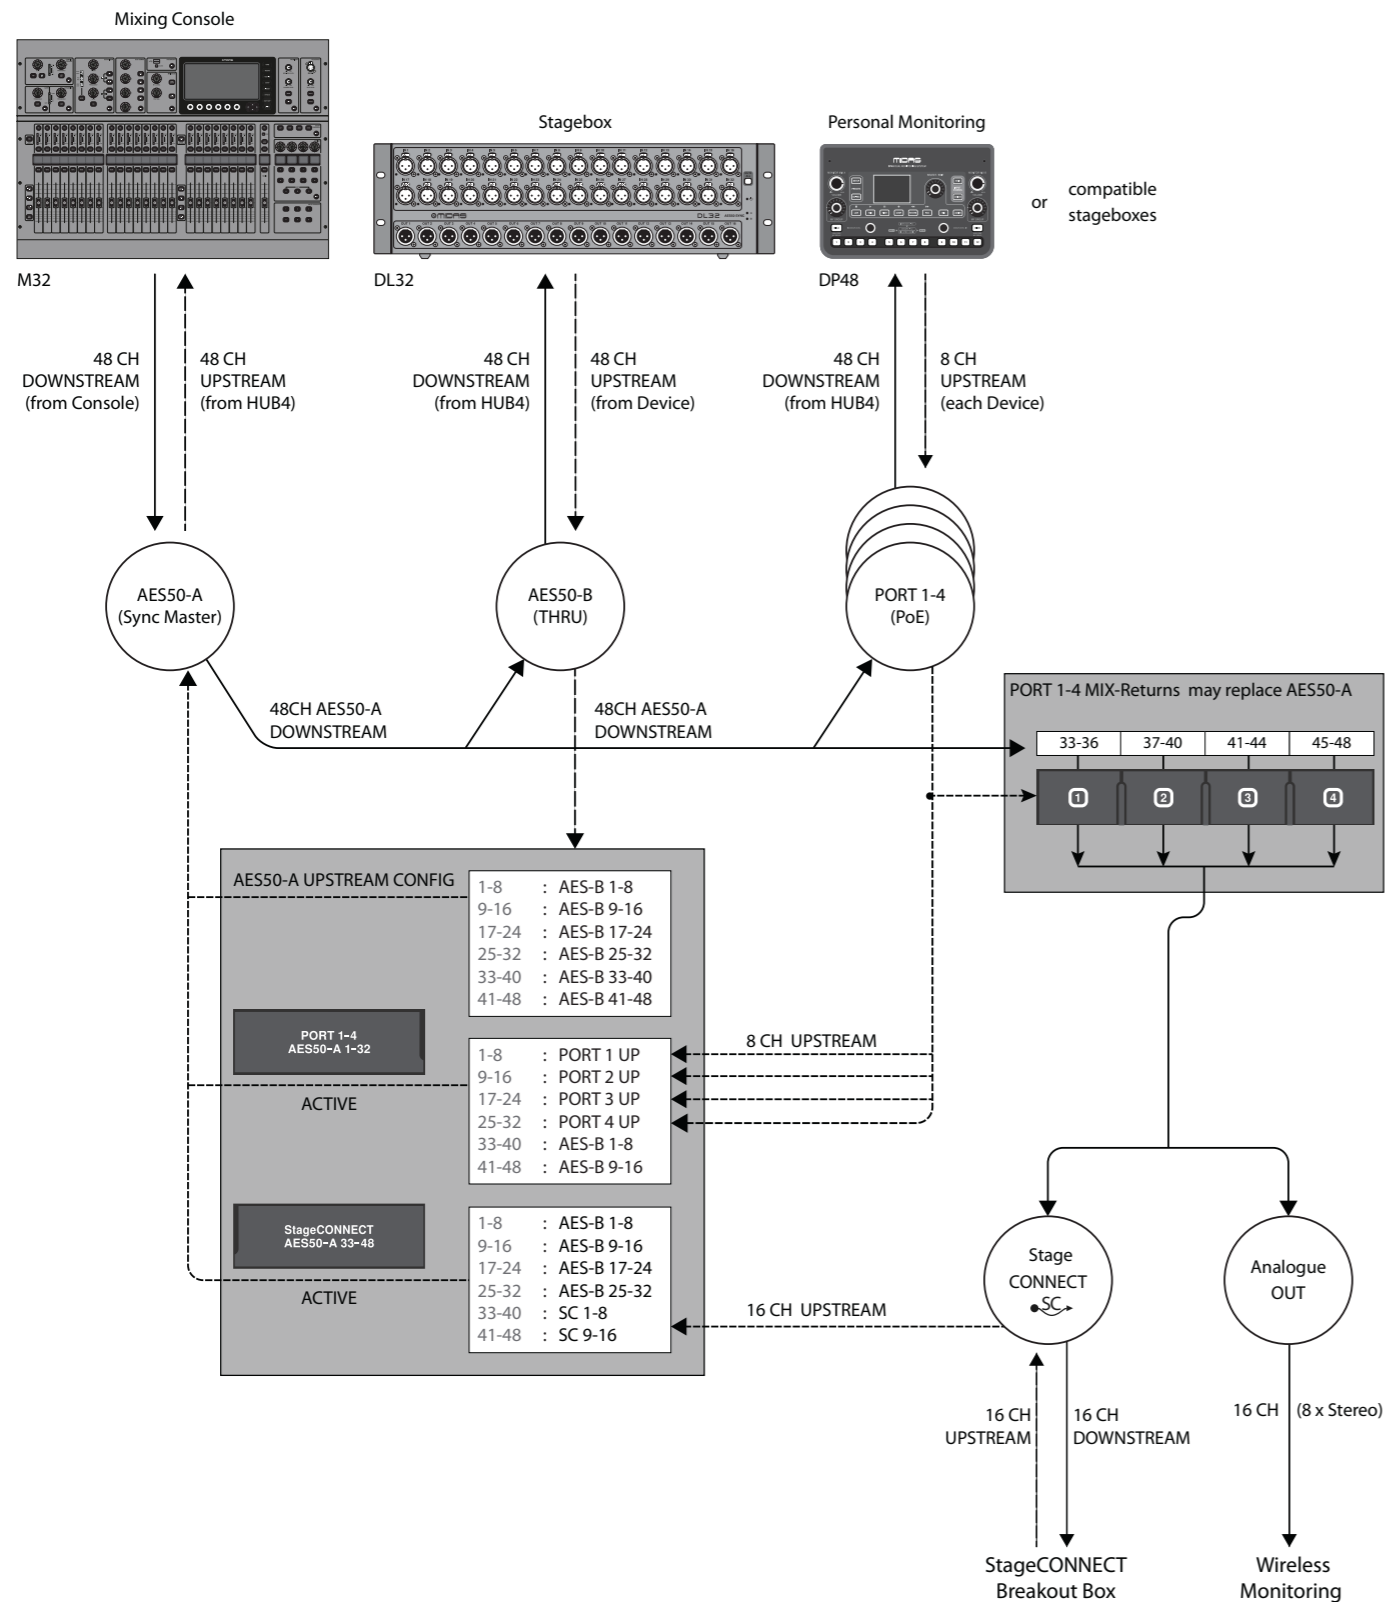 Mixing Console
Stagebox
Personal Monitoring
MIDAS
or
compatible
stageboxes
MIDAS
DL32
M32
DL32
DP48
48 CH
DOWNSTREAM
(from Console)
48 CH
UPSTREAM
(from HUB4)
48 CH
DOWNSTREAM
(from HUB4)
48 CH
UPSTREAM
(from Device)
48 CH
DOWNSTREAM
(from HUB4)
8 CH
UPSTREAM
(each Device)
AES50-A
(Sync Master)
AES50-B
(THRU)
PORT 1-4
(PoE)
48CH AES50-A
DOWNSTREAM
48CH AES50-A
DOWNSTREAM
PORT 1-4 MIX-Returns may replace AES50-A
33-36 37-40 41-44 45-48
1 2 3 4
AES50-A UPSTREAM CONFIG
1-8 : AES-B 1-8
9-16 : AES-B 9-16
17-24 : AES-B 17-24
25-32 : AES-B 25-32
33-40 : AES-B 33-40
41-48 : AES-B 41-48
PORT 1-4
AES50-A 1-32
ACTIVE
8 CH UPSTREAM
1-8 : PORT 1 UP
9-16 : PORT 2 UP
17-24 : PORT 3 UP
25-32 : PORT 4 UP
33-40 : AES-B 1-8
41-48 : AES-B 9-16
StageCONNECT
AES50-A 33-48
ACTIVE
1-8 : AES-B 1-8
9-16 : AES-B 9-16
17-24 : AES-B 17-24
25-32 : AES-B 25-32
33-40 : SC 1-8
41-48 : SC 9-16
16 CH UPSTREAM
Stage
CONNECT
SC
Analogue
OUT
16 CH
UPSTREAM
16 CH
DOWNSTREAM
16 CH (8 x Stereo)
StageCONNECT
Breakout Box
Wireless
Monitoring